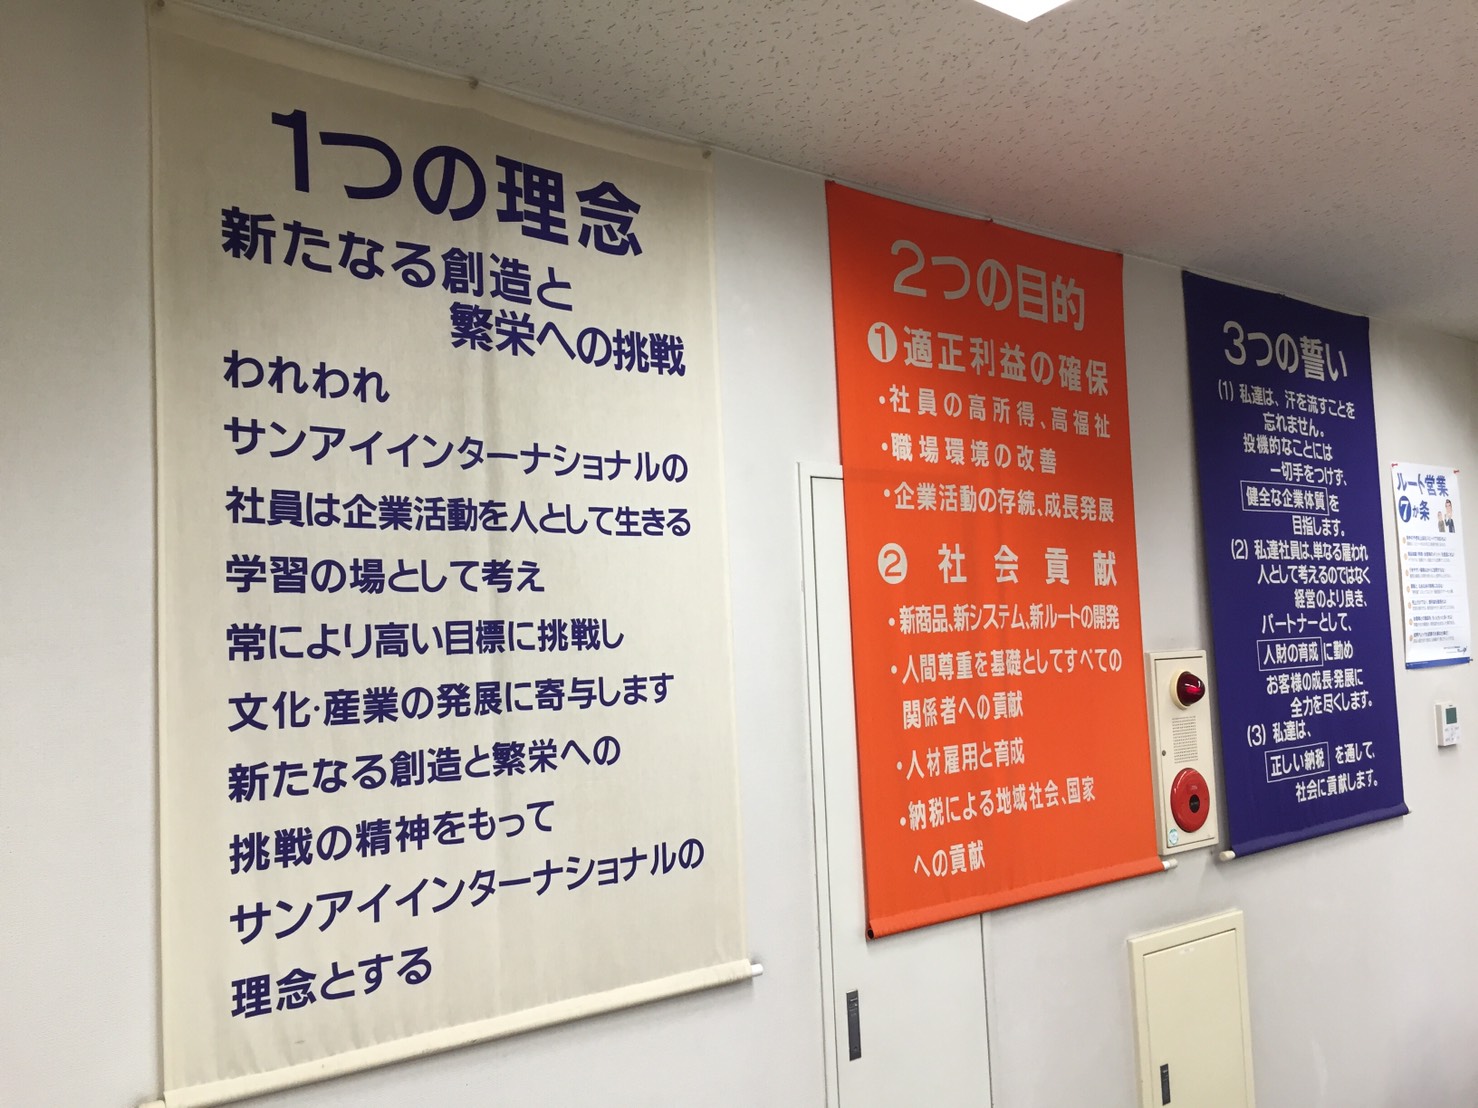 1つの理念
新たなる創造と
繁栄への挑戦
われわれ
サンアイインターナショナルの
社員は企業活動を人として生きる
学習の場として考え
常により高い目標に挑戦し
文化・産業の発展に寄与します
新たなる創造と繁栄への
挑戦の精神をもって
サンアイインターナショナルの
理念とする
2つの目的
❶適正利益の確保
・社員の高所得、高福祉
・職場環境の改善
・企業活動の存続、成長発展
❷社会貢献
・新商品、新システム、新ルートの開発
・人間尊重を基礎としてすべての
関係者への貢献
・人材雇用と育成
・納税による地域社会、国家
への貢献
3つの誓い
(1) 私達は、汗を流すことを
忘れません。
投機的なことには
一切手をつけず、
健全な企業体質を
目指します。
(2) 私達社員は、単なる雇われ
人として考えるのではなく
経営のより良き、
パートナーとして、
人財の育成に勤め
お客様の成長・発展に
全力を尽くします。
(3) 私達は、
正しい納税を通して、
社会に貢献します。
ルート営業
7か条